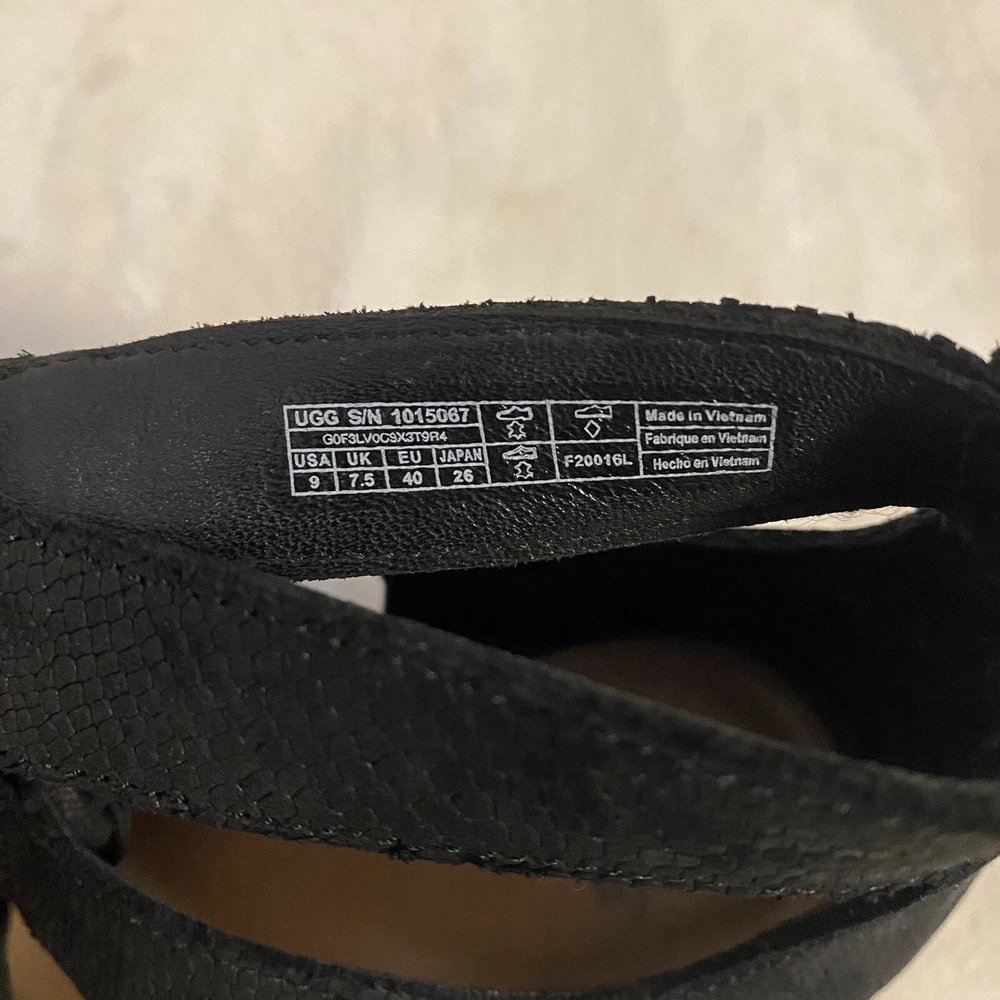 UGG S/N 1015067
G0F3LV0C9X3T9R4
USA UK EU JAPAN
9 7.5 40 26
F20016L
Made in Vietnam
Fabrique en Vietnam
Hecho en Vietnam